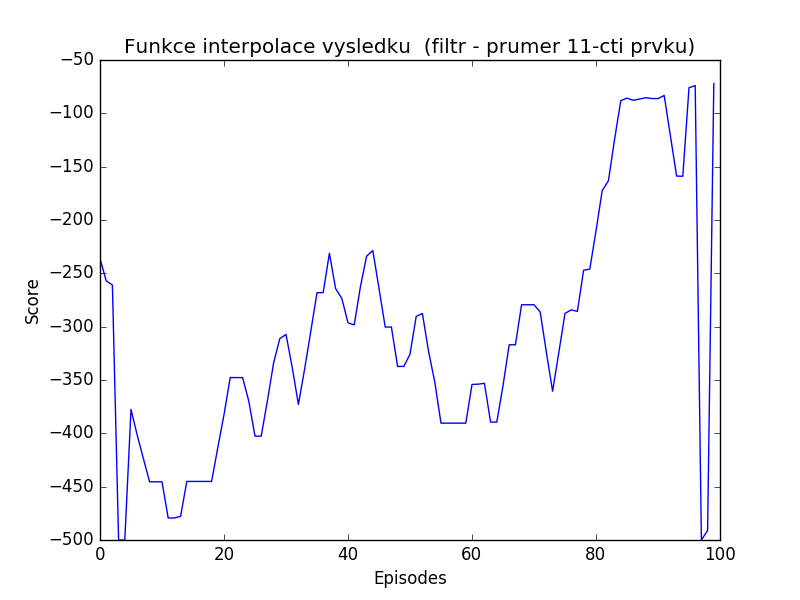 Funkce interpolace vysledku  (filtr - prumer 11-cti prvku)
−50
−100
−150
−200
−250
−300
−350
−400
−450
−500
Score
0 20 40 60 80 100
Episodes